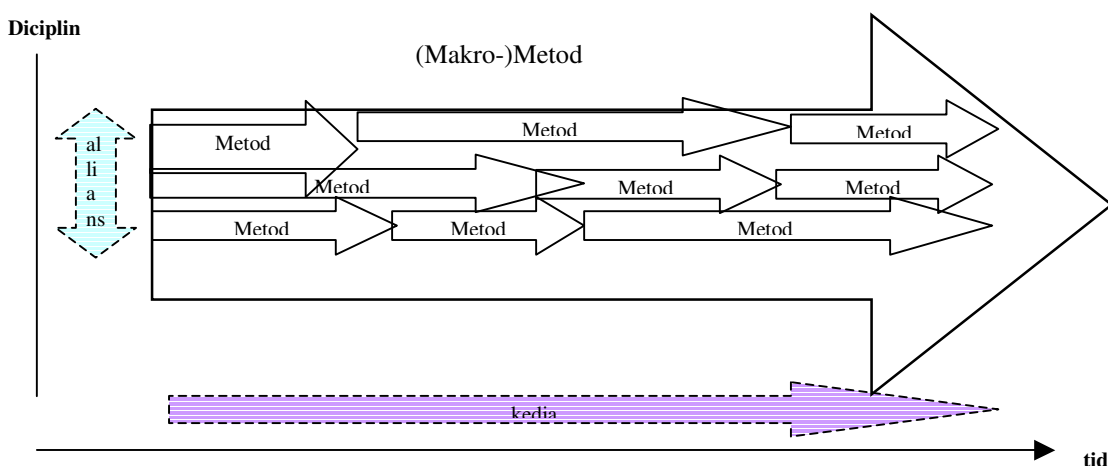 Diciplin
(Makro-)Metod
al
li
a
ns
Metod
Metod
Metod
Metod
Metod
Metod
Metod
Metod
Metod
kedja
tid